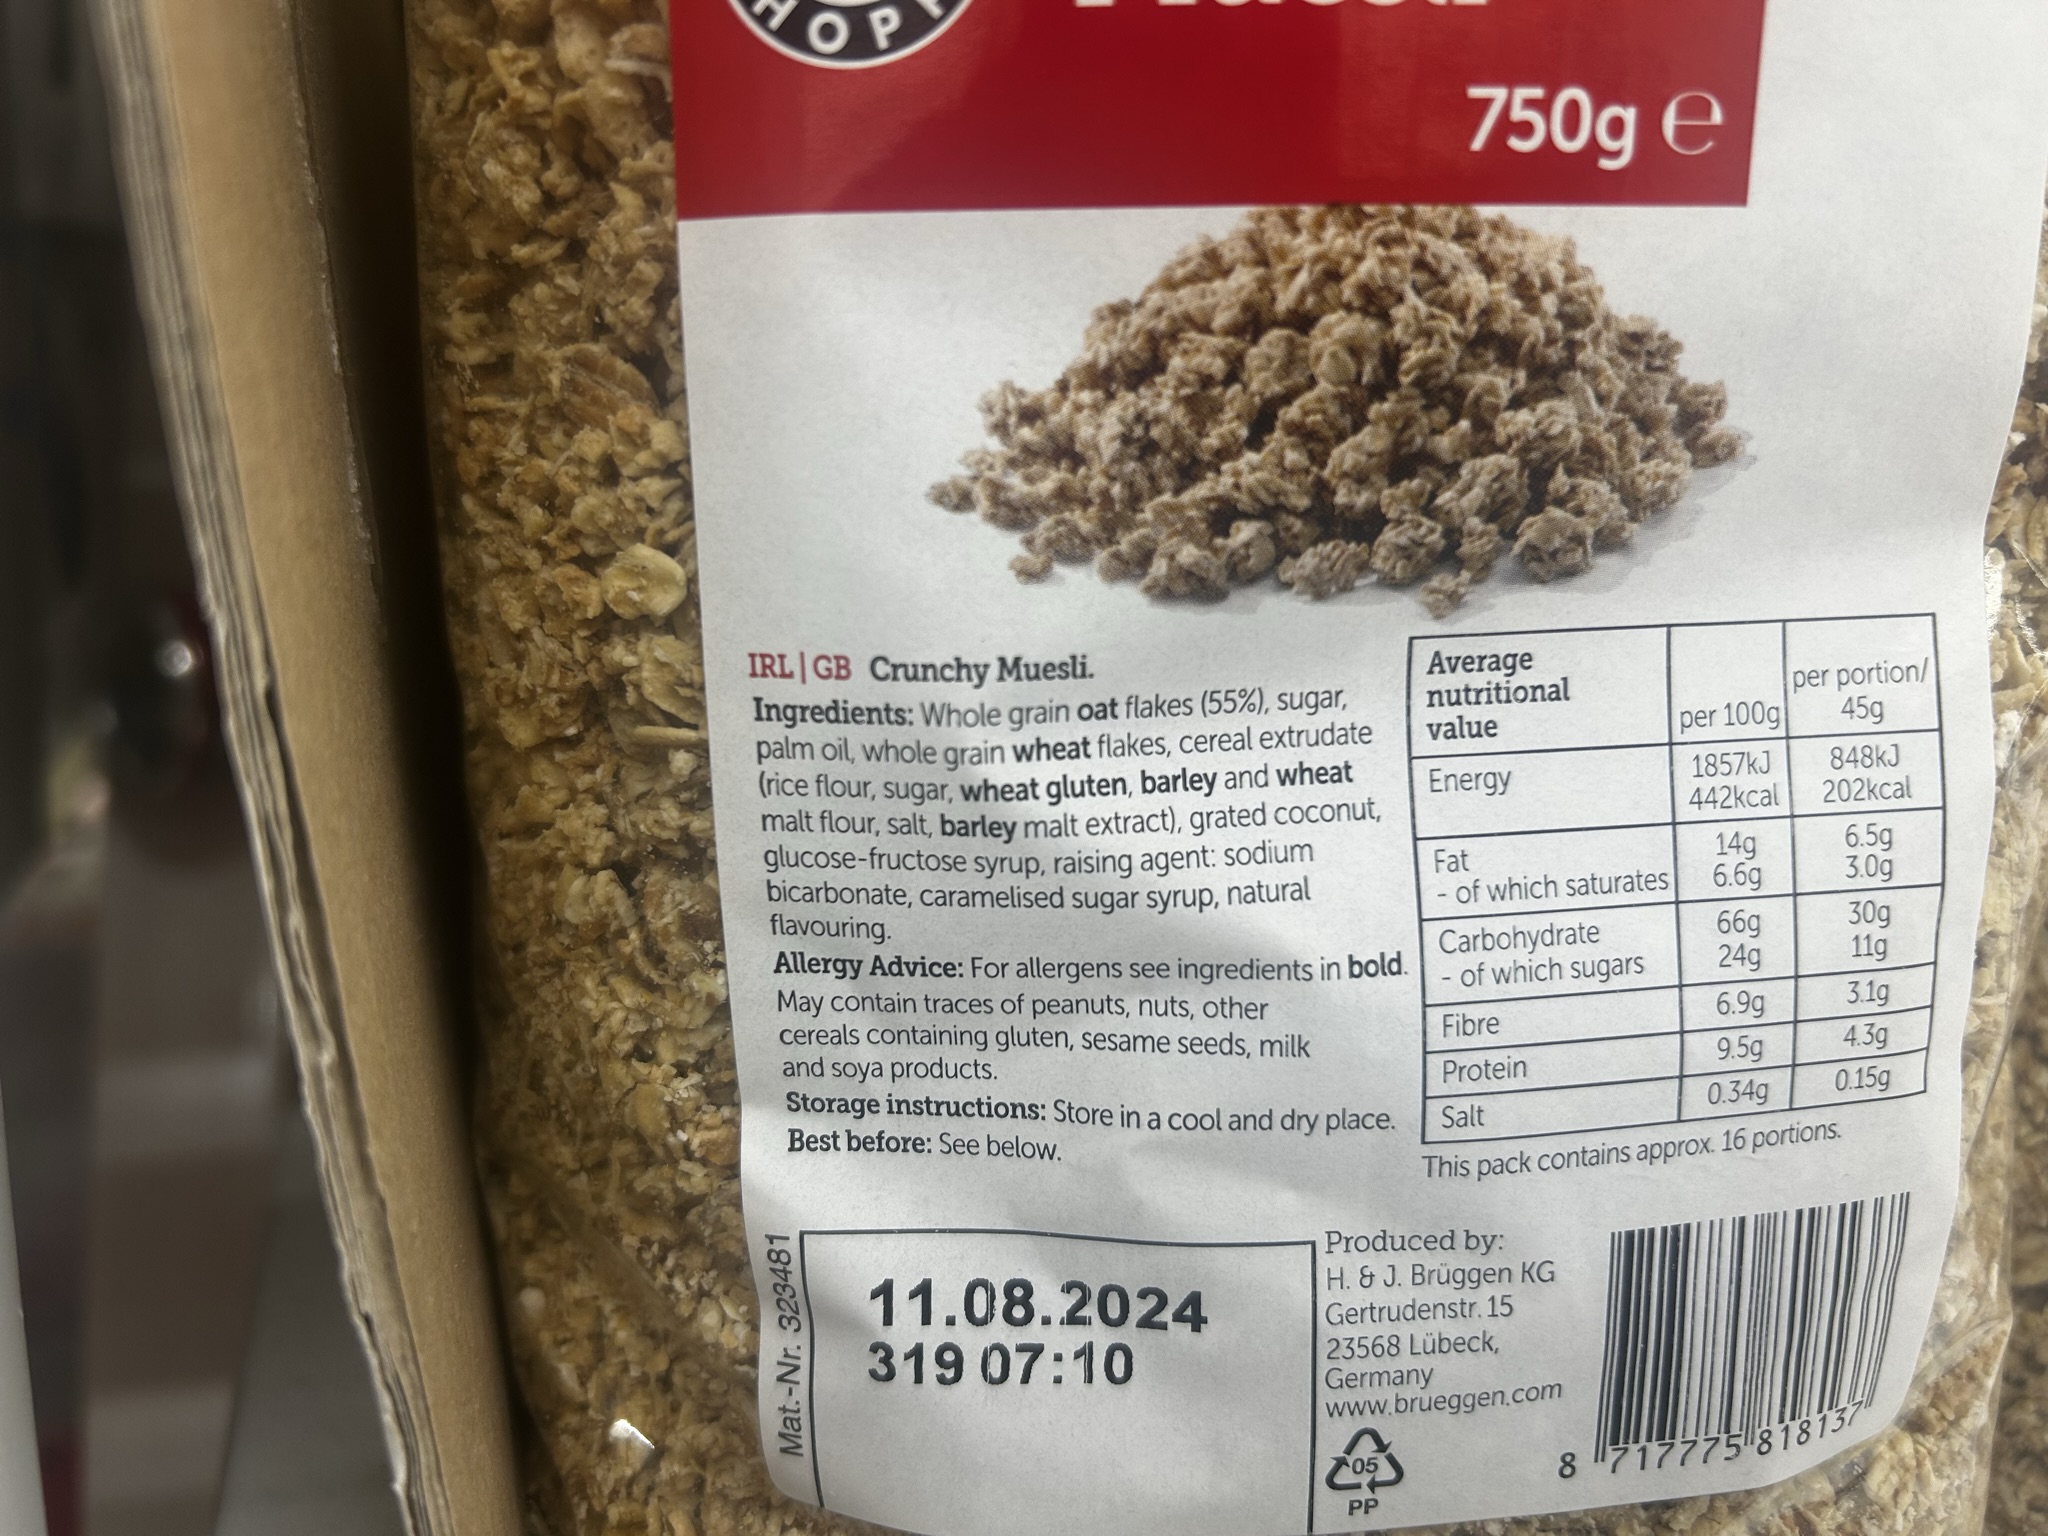 HOPP
750g ℮
IRL|GB Crunchy Muesli.
Ingredients: Whole grain oat flakes (55%), sugar,
palm oil, whole grain wheat flakes, cereal extrudate
(rice flour, sugar, wheat gluten, barley and wheat
malt flour, salt, barley malt extract), grated coconut,
glucose-fructose syrup, raising agent: sodium
bicarbonate, caramelised sugar syrup, natural
flavouring.
Allergy Advice: For allergens see ingredients in bold.
May contain traces of peanuts, nuts, other
cereals containing gluten, sesame seeds, milk
and soya products.
Storage instructions: Store in a cool and dry place.
Best before: See below.
Average nutritional value per 100g per portion/ 45g
Energy 1857kJ 848kJ
442kcal 202kcal
Fat 14g 6.5g
- of which saturates 6.6g 3.0g
Carbohydrate 66g 30g
- of which sugars 24g 11g
Fibre 6.9g 3.1g
Protein 9.5g 4.3g
Salt 0.34g 0.15g
This pack contains approx. 16 portions.
Mat.-Nr. 323481
11.08.2024
319 07:10
Produced by:
H. & J. Brüggen KG
Gertrudenstr. 15
23568 Lübeck,
Germany
www.brueggen.com
05
PP
8 717775 818137